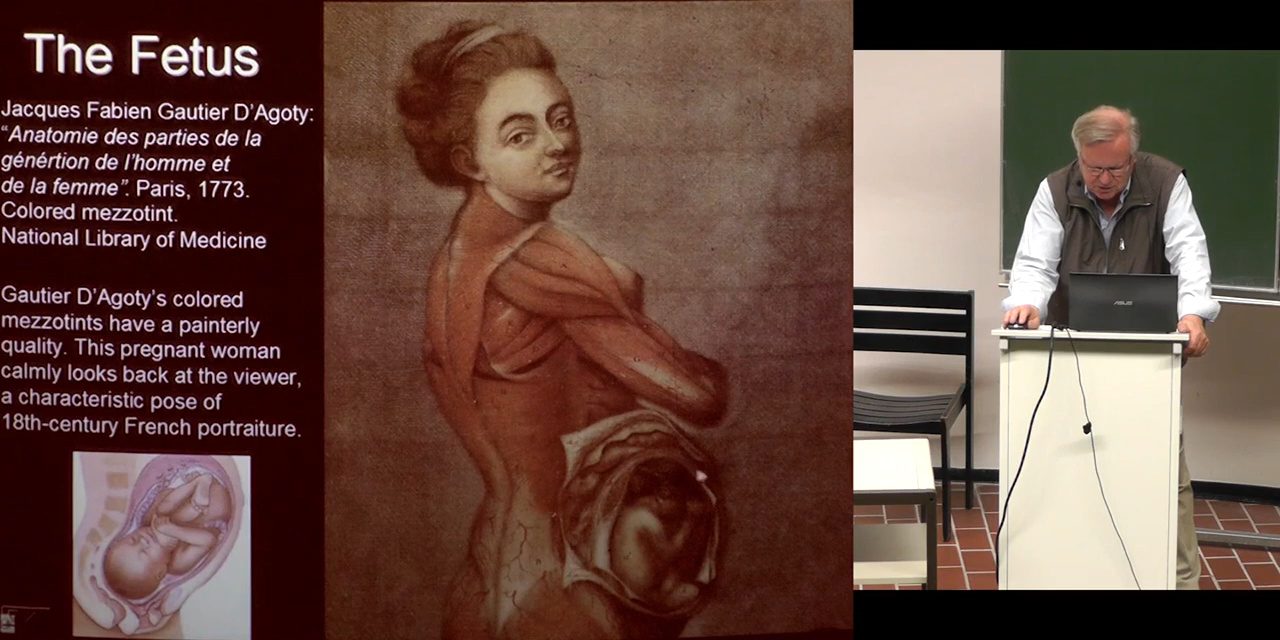 The Fetus
Jacques Fabien Gautier D'Agoty:
"Anatomie des parties de la
génértion de l'homme et
de la femme". Paris, 1773.
Colored mezzotint.
National Library of Medicine
Gautier D'Agoty's colored
mezzotints have a painterly
quality. This pregnant woman
calmly looks back at the viewer,
a characteristic pose of
18th-century French portraiture.
ASUS